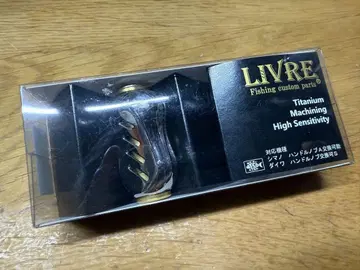 LIVRE
Fishing custom parts®
Titanium
Machining
High Sensitivity
対応機種
シマノ ハンドルノブA交換可能
ダイワ ハンドルノブ交換可S